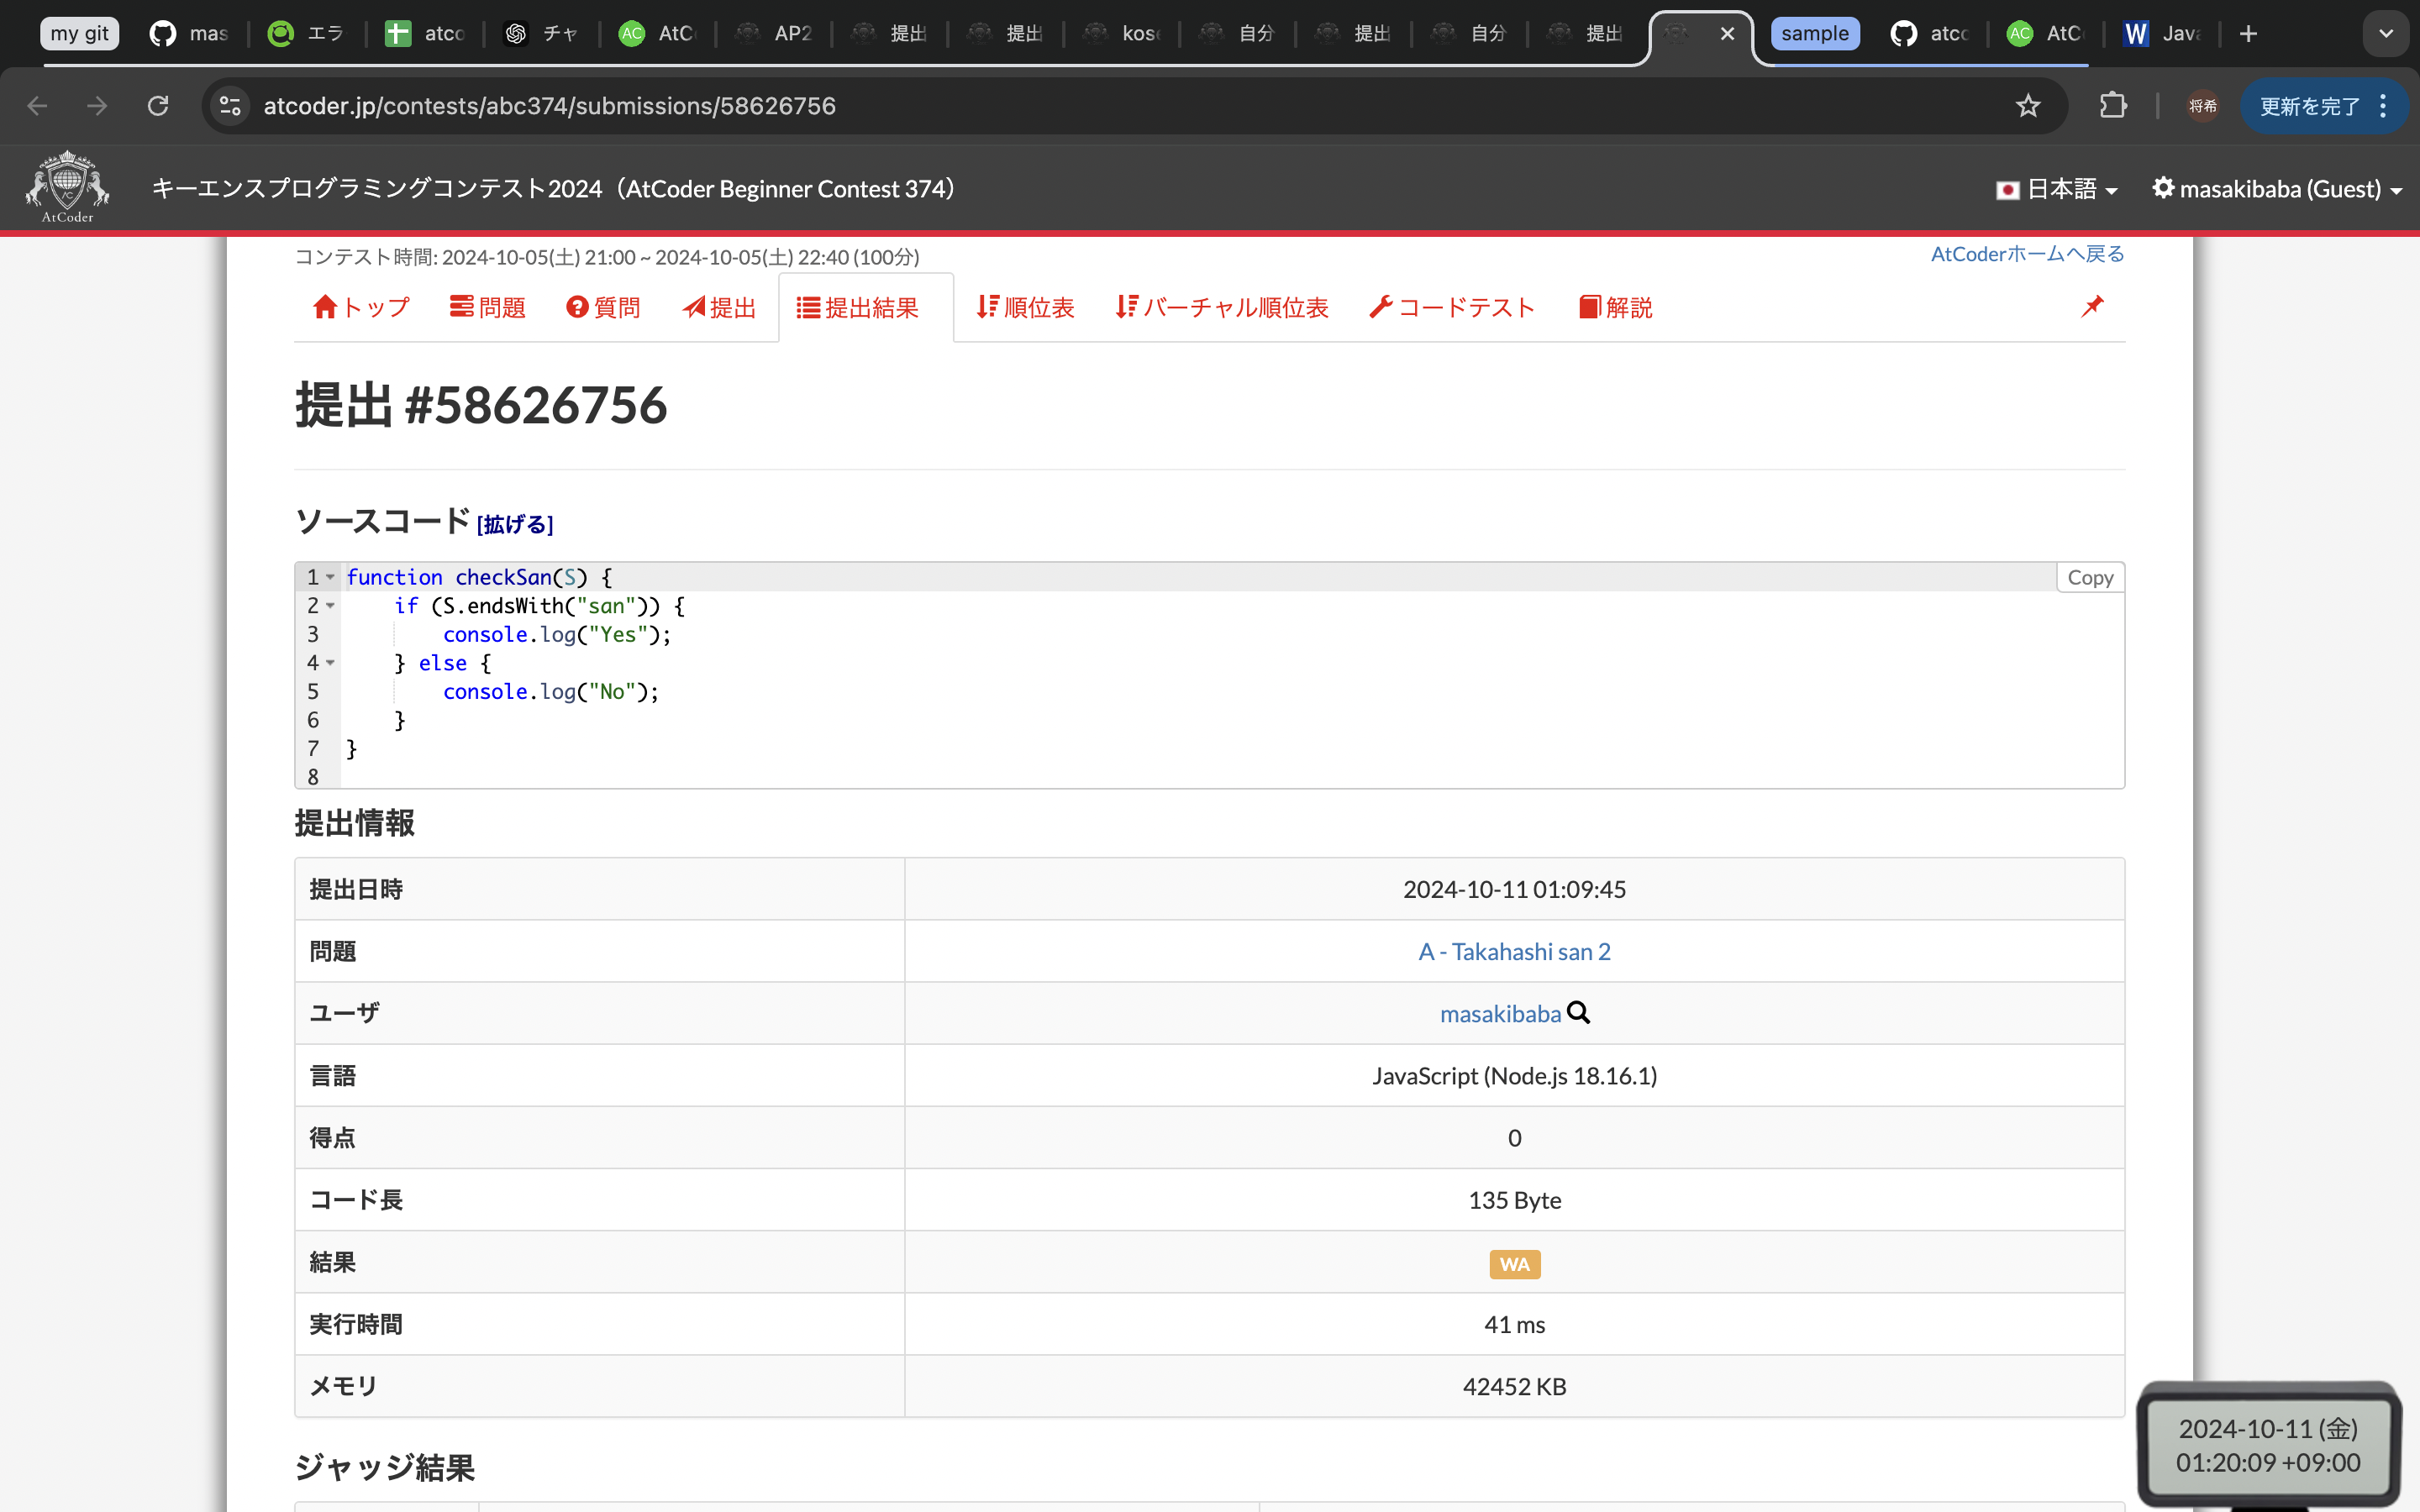 my git mas エラ atco チャ AtC AP2 提出 提出 kose 自分 提出 自分 提出 sample atco AtC Java
atcoder.jp/contests/abc374/submissions/58626756 将希 更新を完了
AtCoder キーエンスプログラミングコンテスト2024（AtCoder Beginner Contest 374） 日本語 masakibaba (Guest)
コンテスト時間: 2024-10-05(土) 21:00 ~ 2024-10-05(土) 22:40 (100分) AtCoderホームへ戻る
トップ 問題 質問 提出 提出結果 順位表 バーチャル順位表 コードテスト 解説
提出 #58626756
ソースコード [拡げる]
1 function checkSan(S) { Copy
2 if (S.endsWith("san")) {
3 console.log("Yes");
4 } else {
5 console.log("No");
6 }
7 }
8
提出情報
提出日時 2024-10-11 01:09:45
問題 A - Takahashi san 2
ユーザ masakibaba
言語 JavaScript (Node.js 18.16.1)
得点 0
コード長 135 Byte
結果 WA
実行時間 41 ms
メモリ 42452 KB
ジャッジ結果
2024-10-11 (金)
01:20:09 +09:00